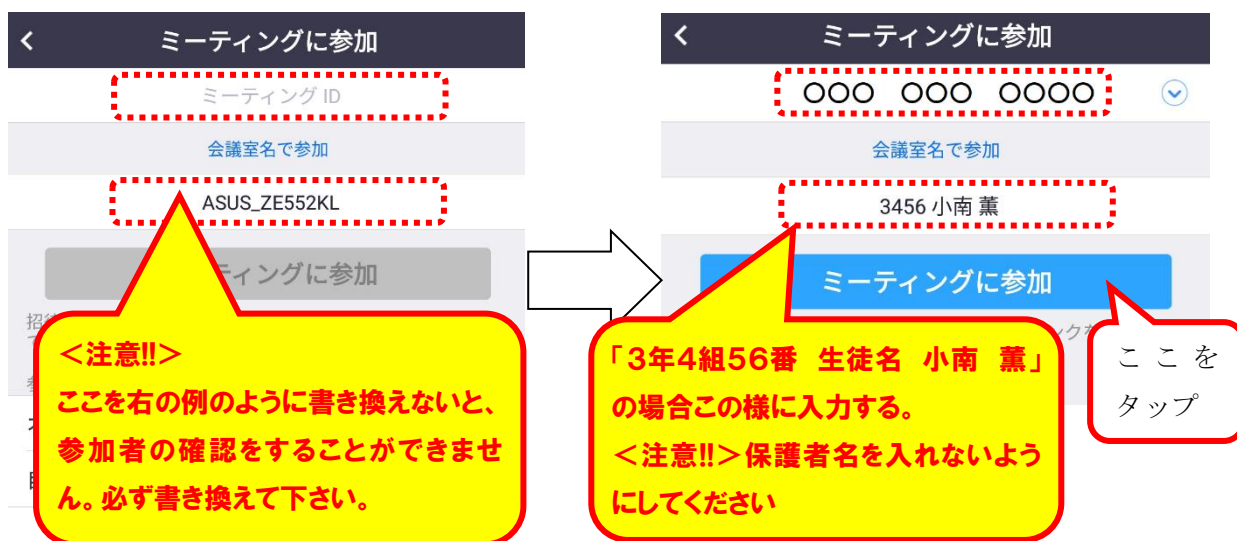 ミーティングに参加
ミーティング ID
会議室名で参加
ASUS_ZE552KL
ティングに参加
招
<注意!!>
ここを右の例のように書き換えないと、
参加者の確認をすることができませ
ん。必ず書き換えて下さい。
ミーティングに参加
○○○ ○○○ ○○○○
会議室名で参加
3456 小南 薫
ミーティングに参加
「3年4組56番 生徒名 小南 薫」
の場合この様に入力する。
<注意!!>保護者名を入れないよう
にしてください
ここを
タップ